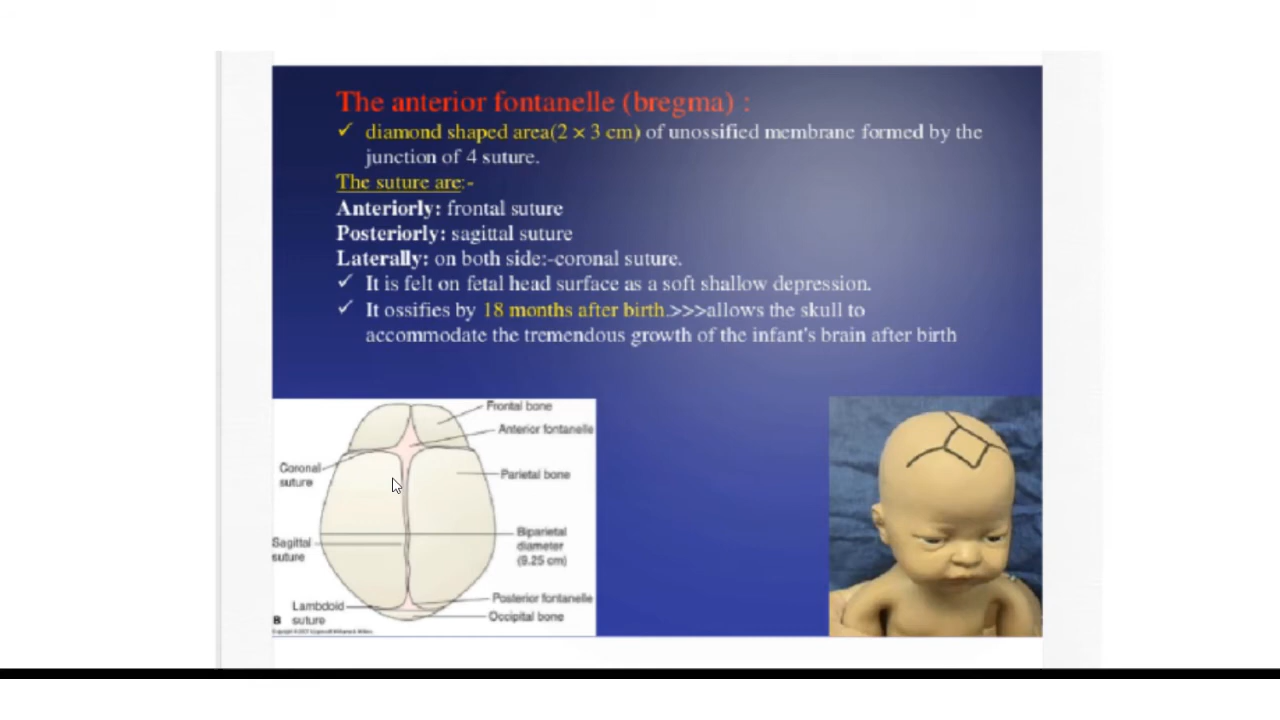 The anterior fontanelle (bregma) :
✓ diamond shaped area(2 × 3 cm) of unossified membrane formed by the
junction of 4 suture.
The suture are:-
Anteriorly: frontal suture
Posteriorly: sagittal suture
Laterally: on both side:-coronal suture.
✓ It is felt on fetal head surface as a soft shallow depression.
✓ It ossifies by 18 months after birth.>>>allows the skull to
accommodate the tremendous growth of the infant's brain after birth
Frontal bone
Anterior fontanelle
Coronal
suture
Parietal bone
Sagittal
suture
Biparietal
diameter
(9.25 cm)
Posterior fontanelle
Lambdoid
suture
Occipital bone
B